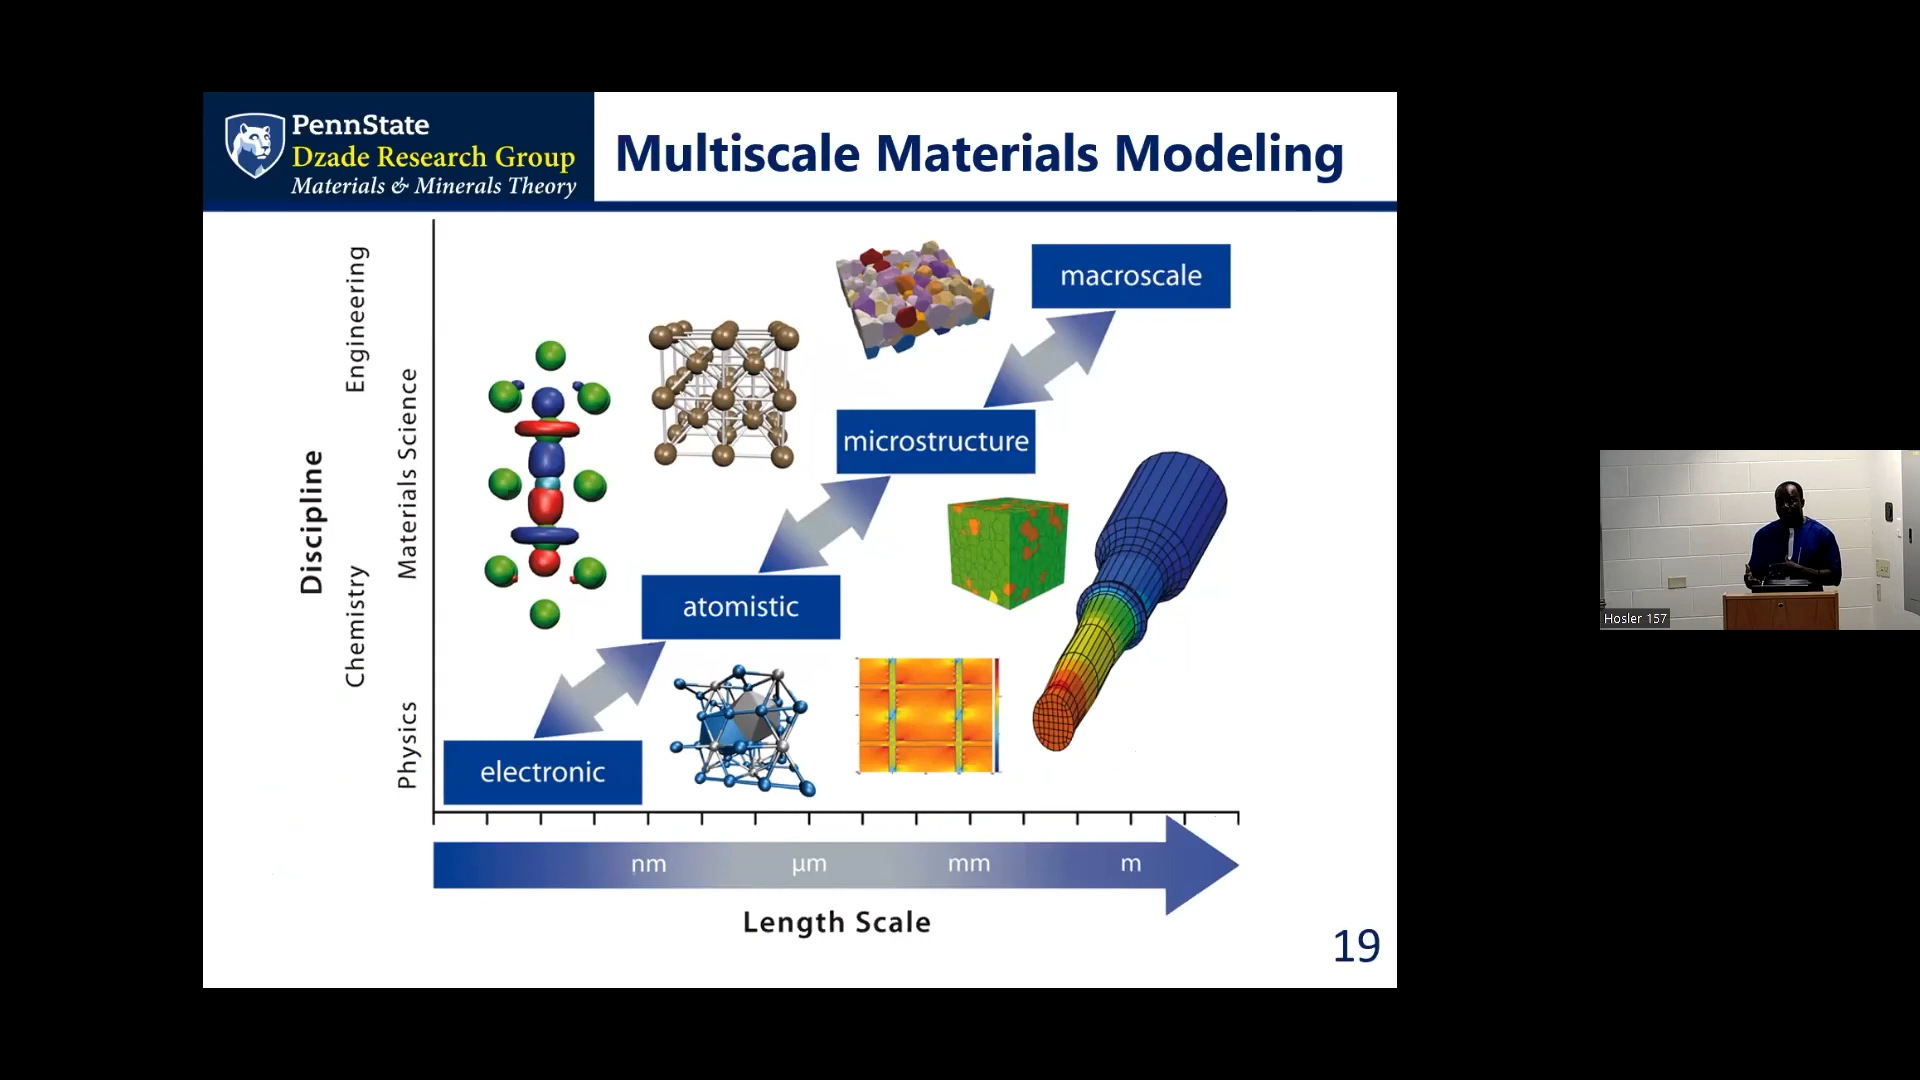 PennState
Dzade Research Group
Materials & Minerals Theory
Multiscale Materials Modeling
Discipline
Engineering
Materials Science
Chemistry
Physics
macroscale
microstructure
atomistic
electronic
nm
µm
mm
m
Length Scale
19
Hosler 157